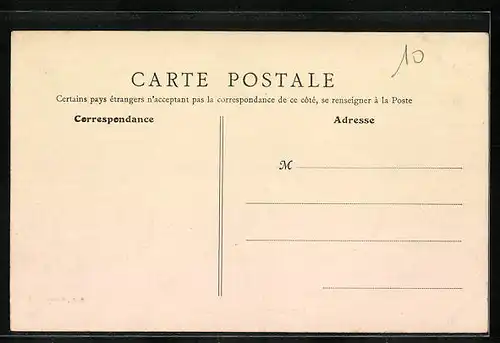 10
CARTE POSTALE
Certains pays étrangers n'acceptant pas la correspondance de ce côté, se renseigner à la Poste
Correspondance
Adresse
M